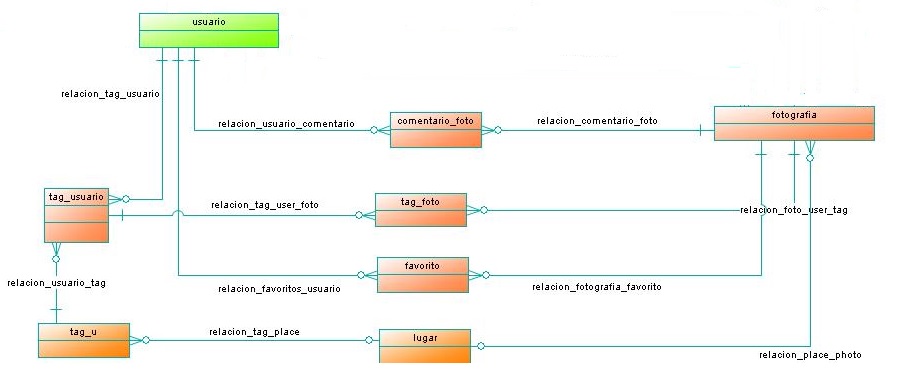 usuario
relacion_tag_usuario
relacion_usuario_comentario
comentario_foto
relacion_comentario_foto
fotografia
tag_usuario
relacion_tag_user_foto
tag_foto
relacion_foto_user_tag
relacion_usuario_tag
relacion_favoritos_usuario
favorito
relacion_fotografia_favorito
tag_u
relacion_tag_place
lugar
relacion_place_photo